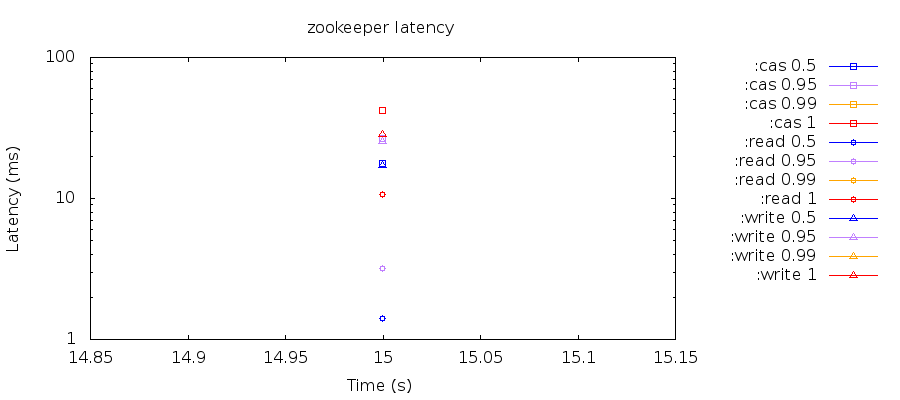 zookeeper latency
100
10
1
Latency (ms)
14.85 14.9 14.95 15 15.05 15.1 15.15
Time (s)
:cas 0.5
:cas 0.95
:cas 0.99
:cas 1
:read 0.5
:read 0.95
:read 0.99
:read 1
:write 0.5
:write 0.95
:write 0.99
:write 1